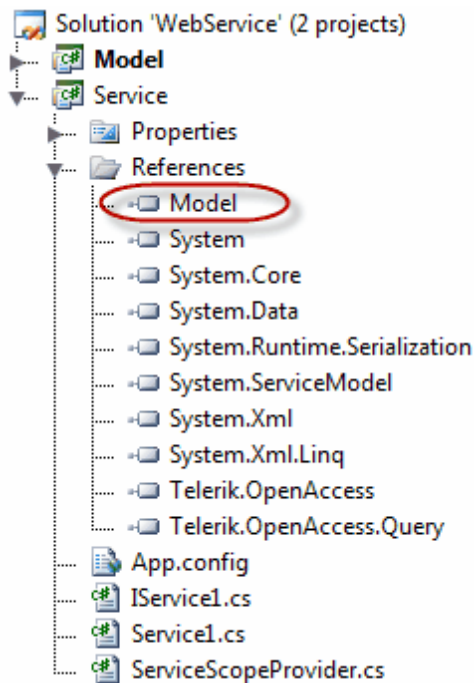 Solution 'WebService' (2 projects)
Model
Service
Properties
References
Model
System
System.Core
System.Data
System.Runtime.Serialization
System.ServiceModel
System.Xml
System.Xml.Linq
Telerik.OpenAccess
Telerik.OpenAccess.Query
App.config
IService1.cs
Service1.cs
ServiceScopeProvider.cs